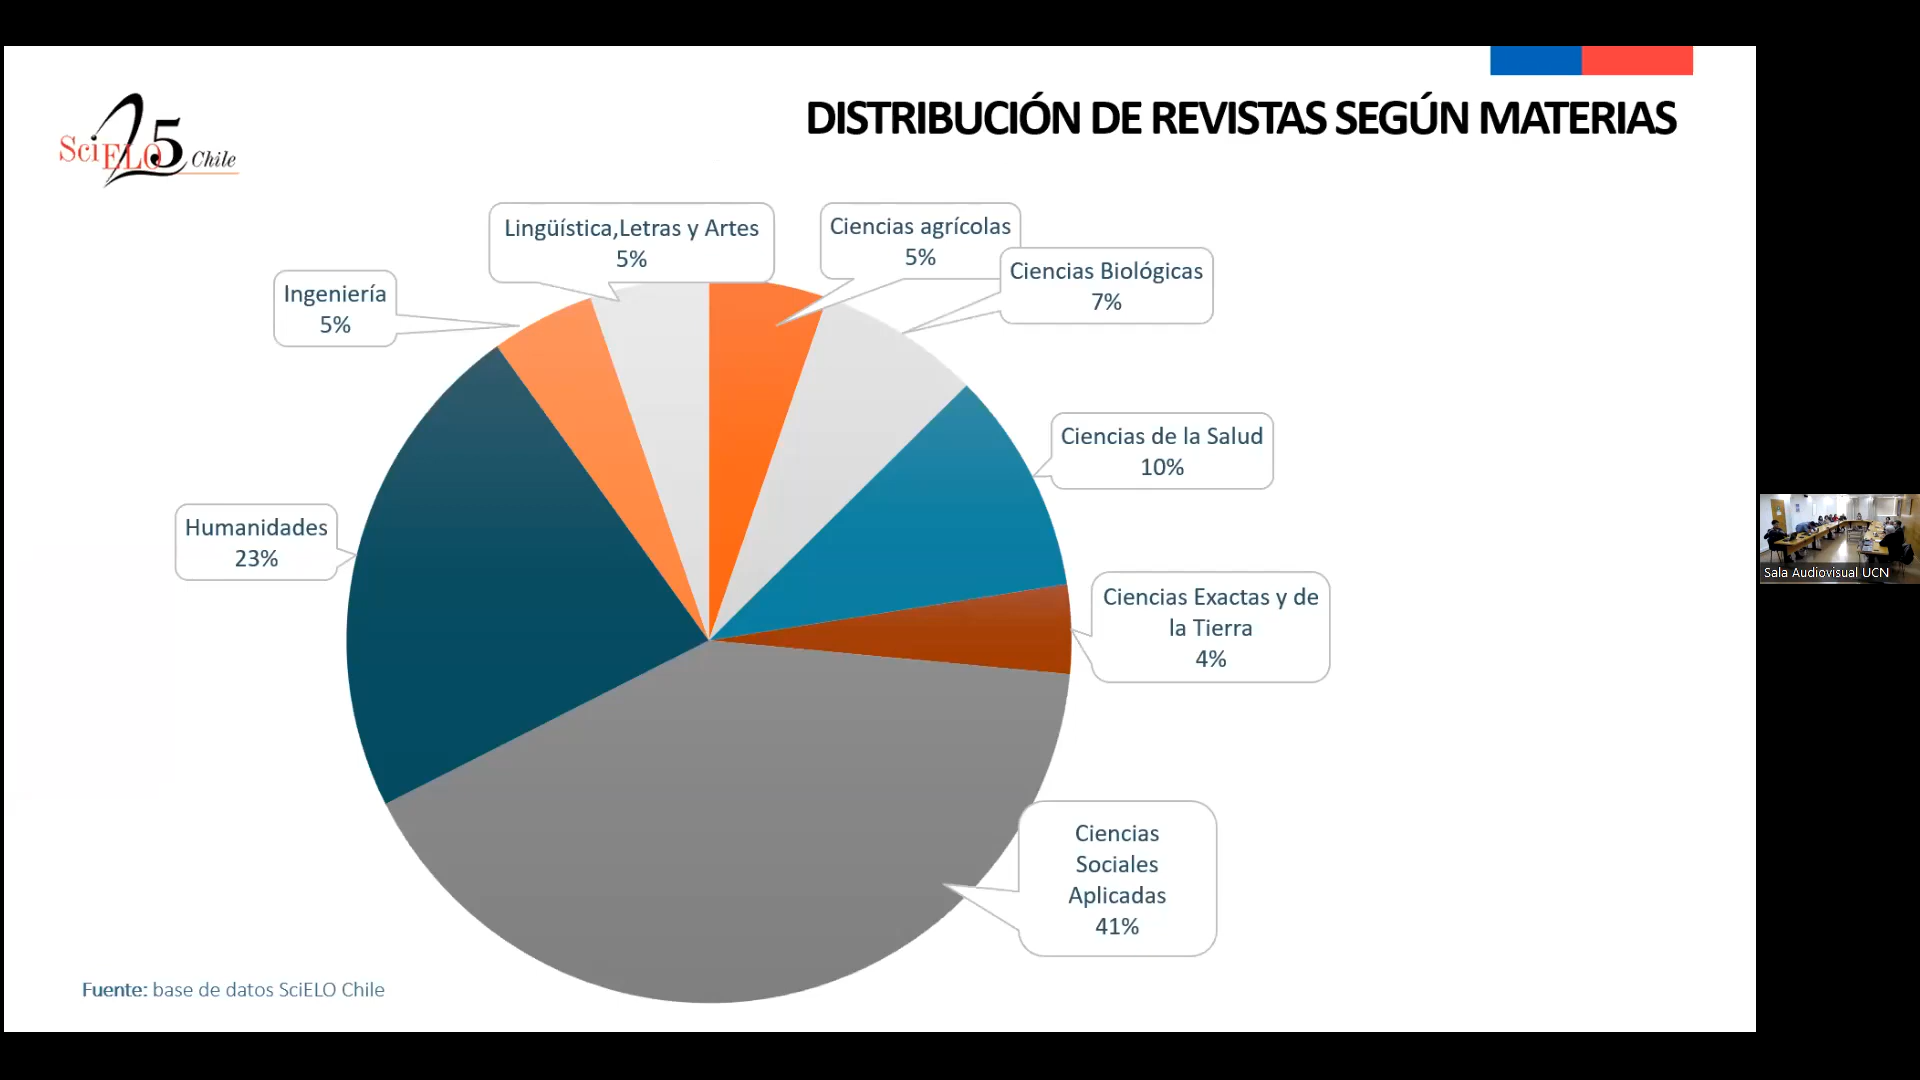 SciELO 25 Chile
DISTRIBUCIÓN DE REVISTAS SEGÚN MATERIAS
Lingüística,Letras y Artes
5%
Ciencias agrícolas
5%
Ciencias Biológicas
7%
Ingeniería
5%
Ciencias de la Salud
10%
Humanidades
23%
Ciencias Exactas y de
la Tierra
4%
Ciencias
Sociales
Aplicadas
41%
Fuente: base de datos SciELO Chile
Sala Audiovisual UCN